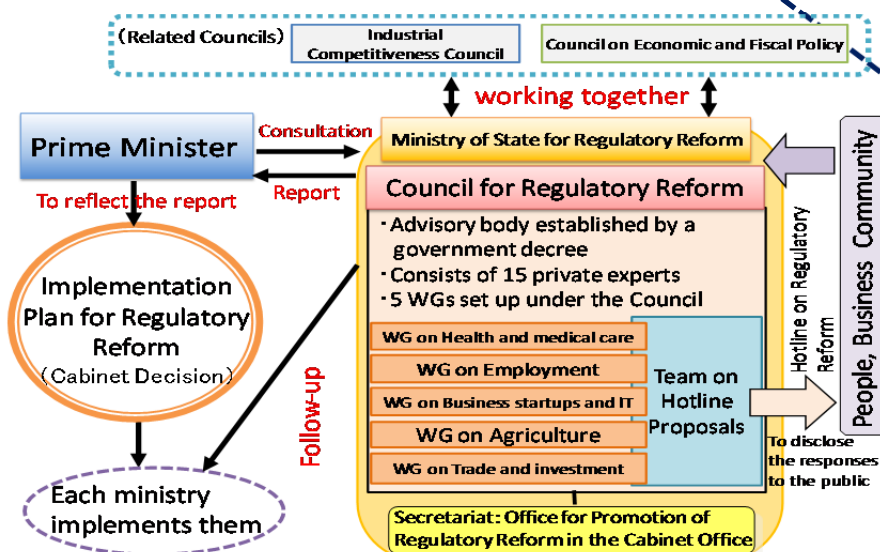 (Related Councils)
Industrial
Competitiveness Council
Council on Economic and Fiscal Policy
working together
Prime Minister
Consultation
Report
Ministry of State for Regulatory Reform
Council for Regulatory Reform
・Advisory body established by a
government decree
・Consists of 15 private experts
・5 WGs set up under the Council
WG on Health and medical care
WG on Employment
WG on Business startups and IT
WG on Agriculture
WG on Trade and investment
Team on
Hotline
Proposals
Secretariat: Office for Promotion of
Regulatory Reform in the Cabinet Office
To reflect the report
Implementation
Plan for Regulatory
Reform
(Cabinet Decision)
Follow-up
Each ministry
implements them
Hotline on Regulatory
Reform
People, Business Community
To disclose
the responses
to the public